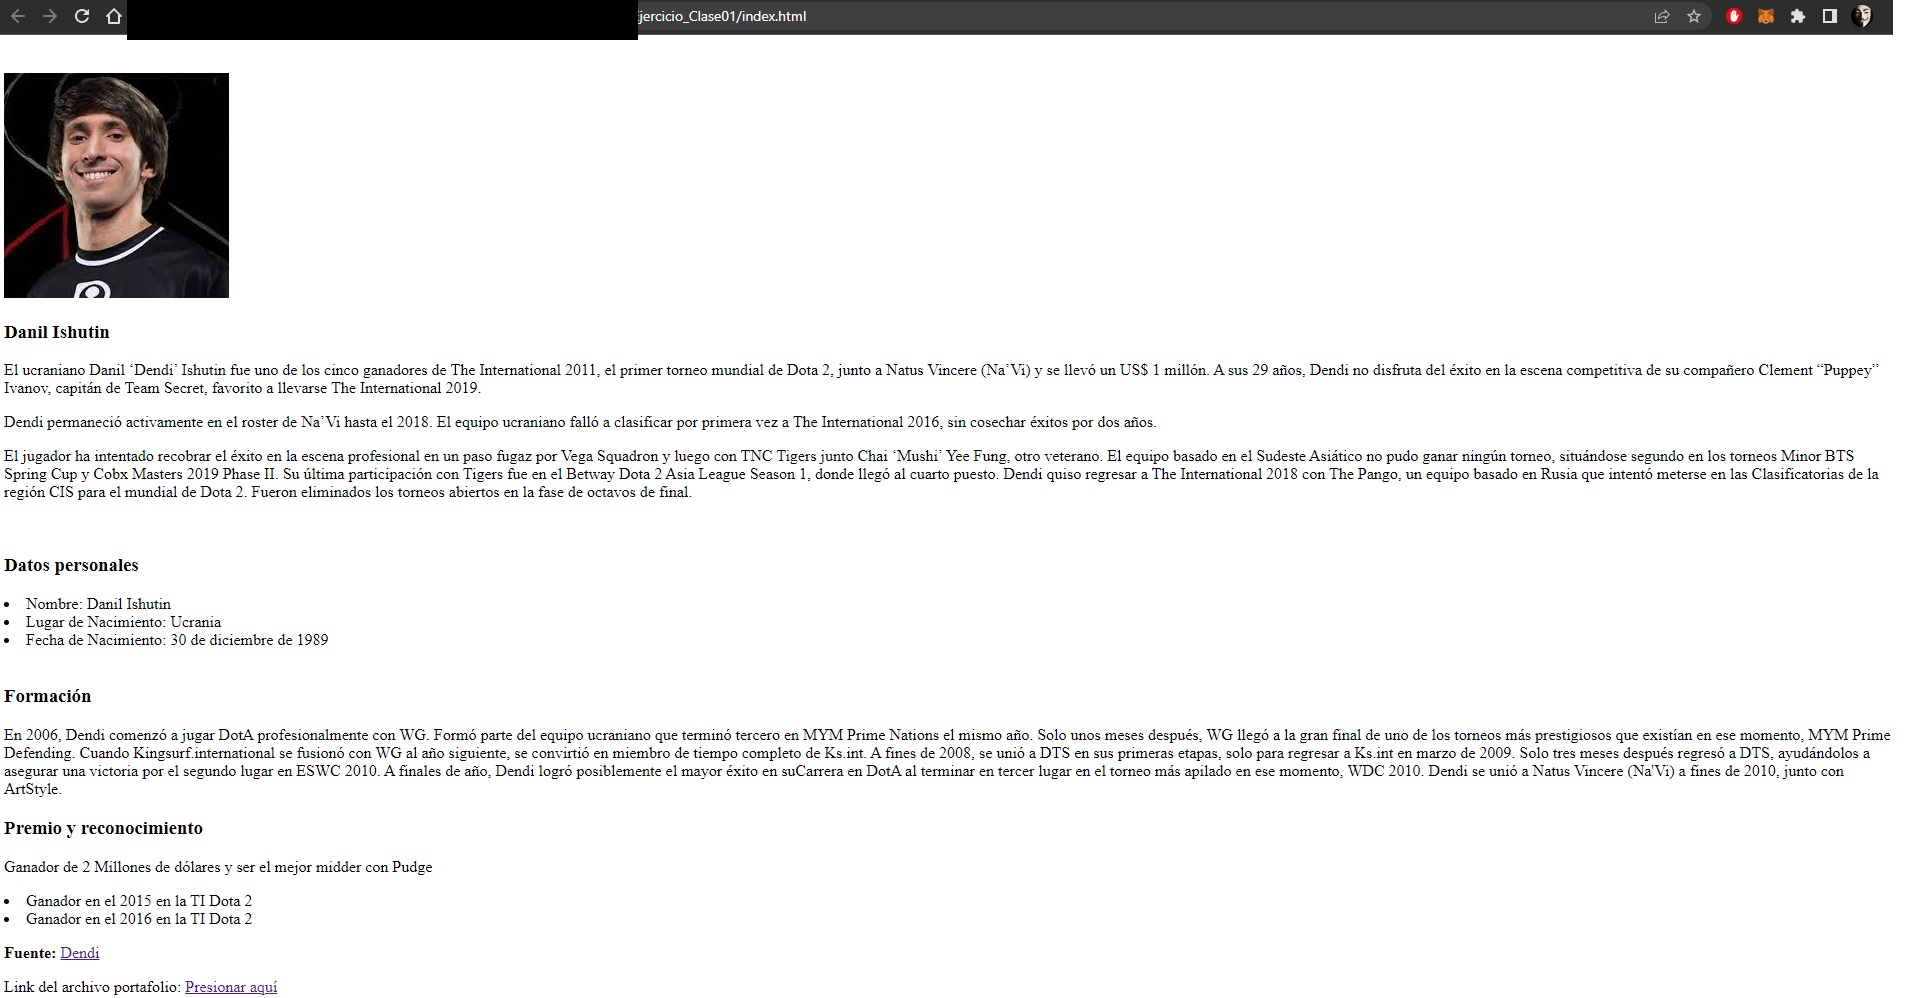 jercicio_Clase01/index.html
Danil Ishutin
El ucraniano Danil ‘Dendi’ Ishutin fue uno de los cinco ganadores de The International 2011, el primer torneo mundial de Dota 2, junto a Natus Vincere (Na’Vi) y se llevó un US$ 1 millón. A sus 29 años, Dendi no disfruta del éxito en la escena competitiva de su compañero Clement “Puppey”
Ivanov, capitán de Team Secret, favorito a llevarse The International 2019.
Dendi permaneció activamente en el roster de Na’Vi hasta el 2018. El equipo ucraniano falló a clasificar por primera vez a The International 2016, sin cosechar éxitos por dos años.
El jugador ha intentado recobrar el éxito en la escena profesional en un paso fugaz por Vega Squadron y luego con TNC Tigers junto Chai ‘Mushi’ Yee Fung, otro veterano. El equipo basado en el Sudeste Asiático no pudo ganar ningún torneo, situándose segundo en los torneos Minor BTS
Spring Cup y Cobx Masters 2019 Phase II. Su última participación con Tigers fue en el Betway Dota 2 Asia League Season 1, donde llegó al cuarto puesto. Dendi quiso regresar a The International 2018 con The Pango, un equipo basado en Rusia que intentó meterse en las Clasificatorias de la
región CIS para el mundial de Dota 2. Fueron eliminados los torneos abiertos en la fase de octavos de final.
Datos personales
• Nombre: Danil Ishutin
• Lugar de Nacimiento: Ucrania
• Fecha de Nacimiento: 30 de diciembre de 1989
Formación
En 2006, Dendi comenzó a jugar DotA profesionalmente con WG. Formó parte del equipo ucraniano que terminó tercero en MYM Prime Nations el mismo año. Solo unos meses después, WG llegó a la gran final de uno de los torneos más prestigiosos que existían en ese momento, MYM Prime
Defending. Cuando Kingsurf.international se fusionó con WG al año siguiente, se convirtió en miembro de tiempo completo de Ks.int. A fines de 2008, se unió a DTS en sus primeras etapas, solo para regresar a Ks.int en marzo de 2009. Solo tres meses después regresó a DTS, ayudándolos a
asegurar una victoria por el segundo lugar en ESWC 2010. A finales de año, Dendi logró posiblemente el mayor éxito en suCarrera en DotA al terminar en tercer lugar en el torneo más apilado en ese momento, WDC 2010. Dendi se unió a Natus Vincere (Na'Vi) a fines de 2010, junto con
ArtStyle.
Premio y reconocimiento
Ganador de 2 Millones de dólares y ser el mejor midder con Pudge
• Ganador en el 2015 en la TI Dota 2
• Ganador en el 2016 en la TI Dota 2
Fuente: Dendi
Link del archivo portafolio: Presionar aquí